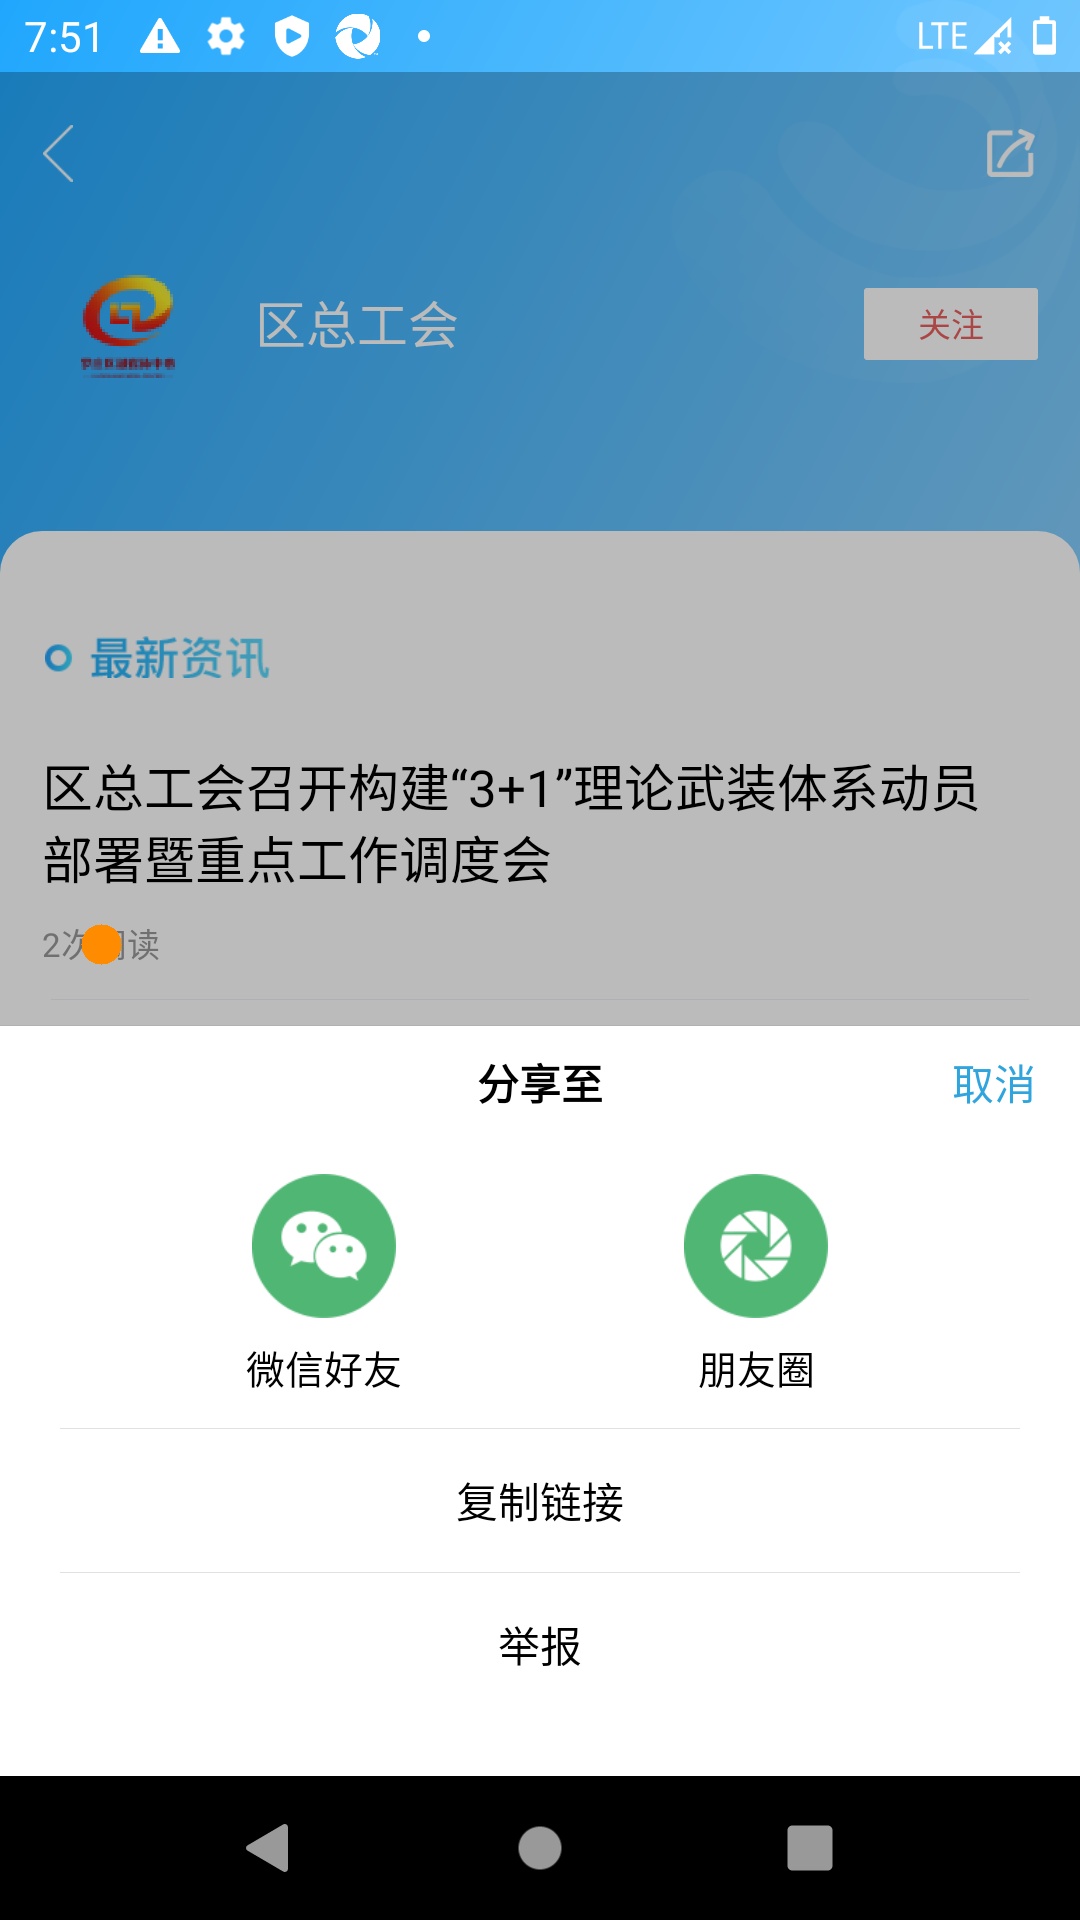 7:51
LTE
区总工会
关注
最新资讯
区总工会召开构建“3+1”理论武装体系动员
部署暨重点工作调度会
2次阅读
分享至
取消
微信好友
朋友圈
复制链接
举报